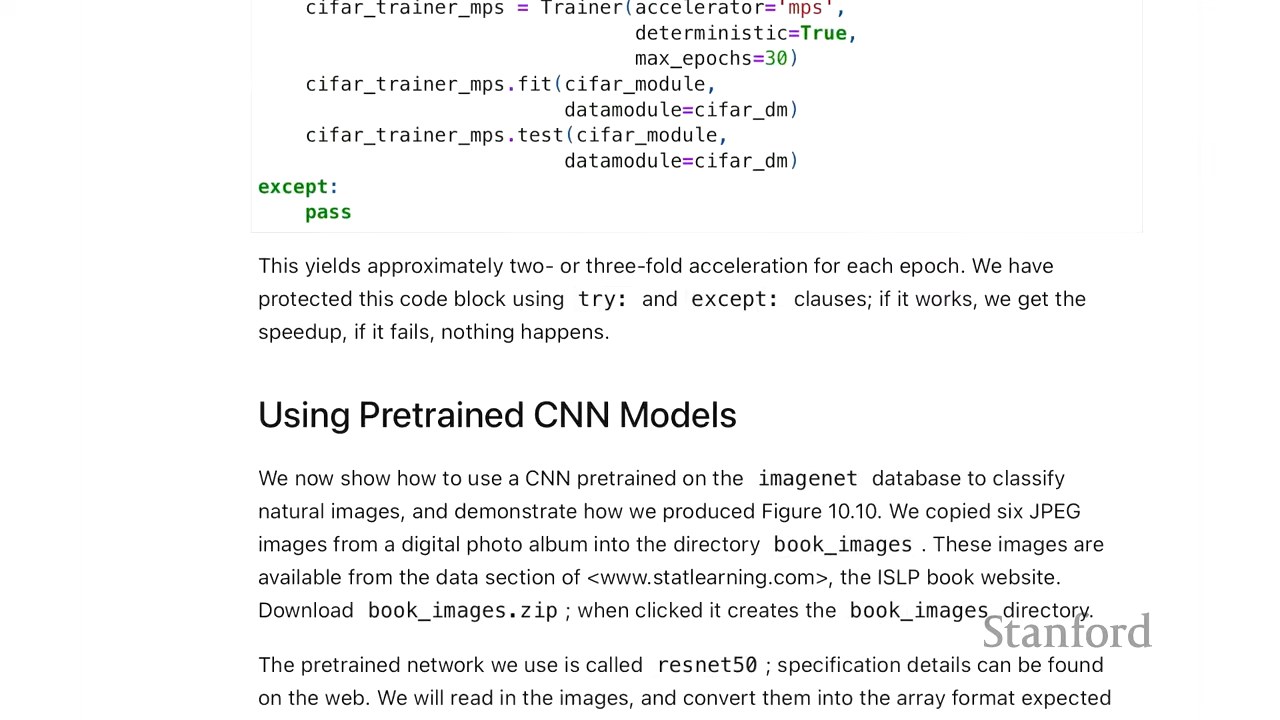 cifar_trainer_mps = Trainer(accelerator='mps',
deterministic=True,
max_epochs=30)
cifar_trainer_mps.fit(cifar_module,
datamodule=cifar_dm)
cifar_trainer_mps.test(cifar_module,
datamodule=cifar_dm)
except:
pass
This yields approximately two- or three-fold acceleration for each epoch. We have
protected this code block using try: and except: clauses; if it works, we get the
speedup, if it fails, nothing happens.
Using Pretrained CNN Models
We now show how to use a CNN pretrained on the imagenet database to classify
natural images, and demonstrate how we produced Figure 10.10. We copied six JPEG
images from a digital photo album into the directory book_images . These images are
available from the data section of <www.statlearning.com>, the ISLP book website.
Download book_images.zip ; when clicked it creates the book_images directory.
Stanford
The pretrained network we use is called resnet50 ; specification details can be found
on the web. We will read in the images, and convert them into the array format expected